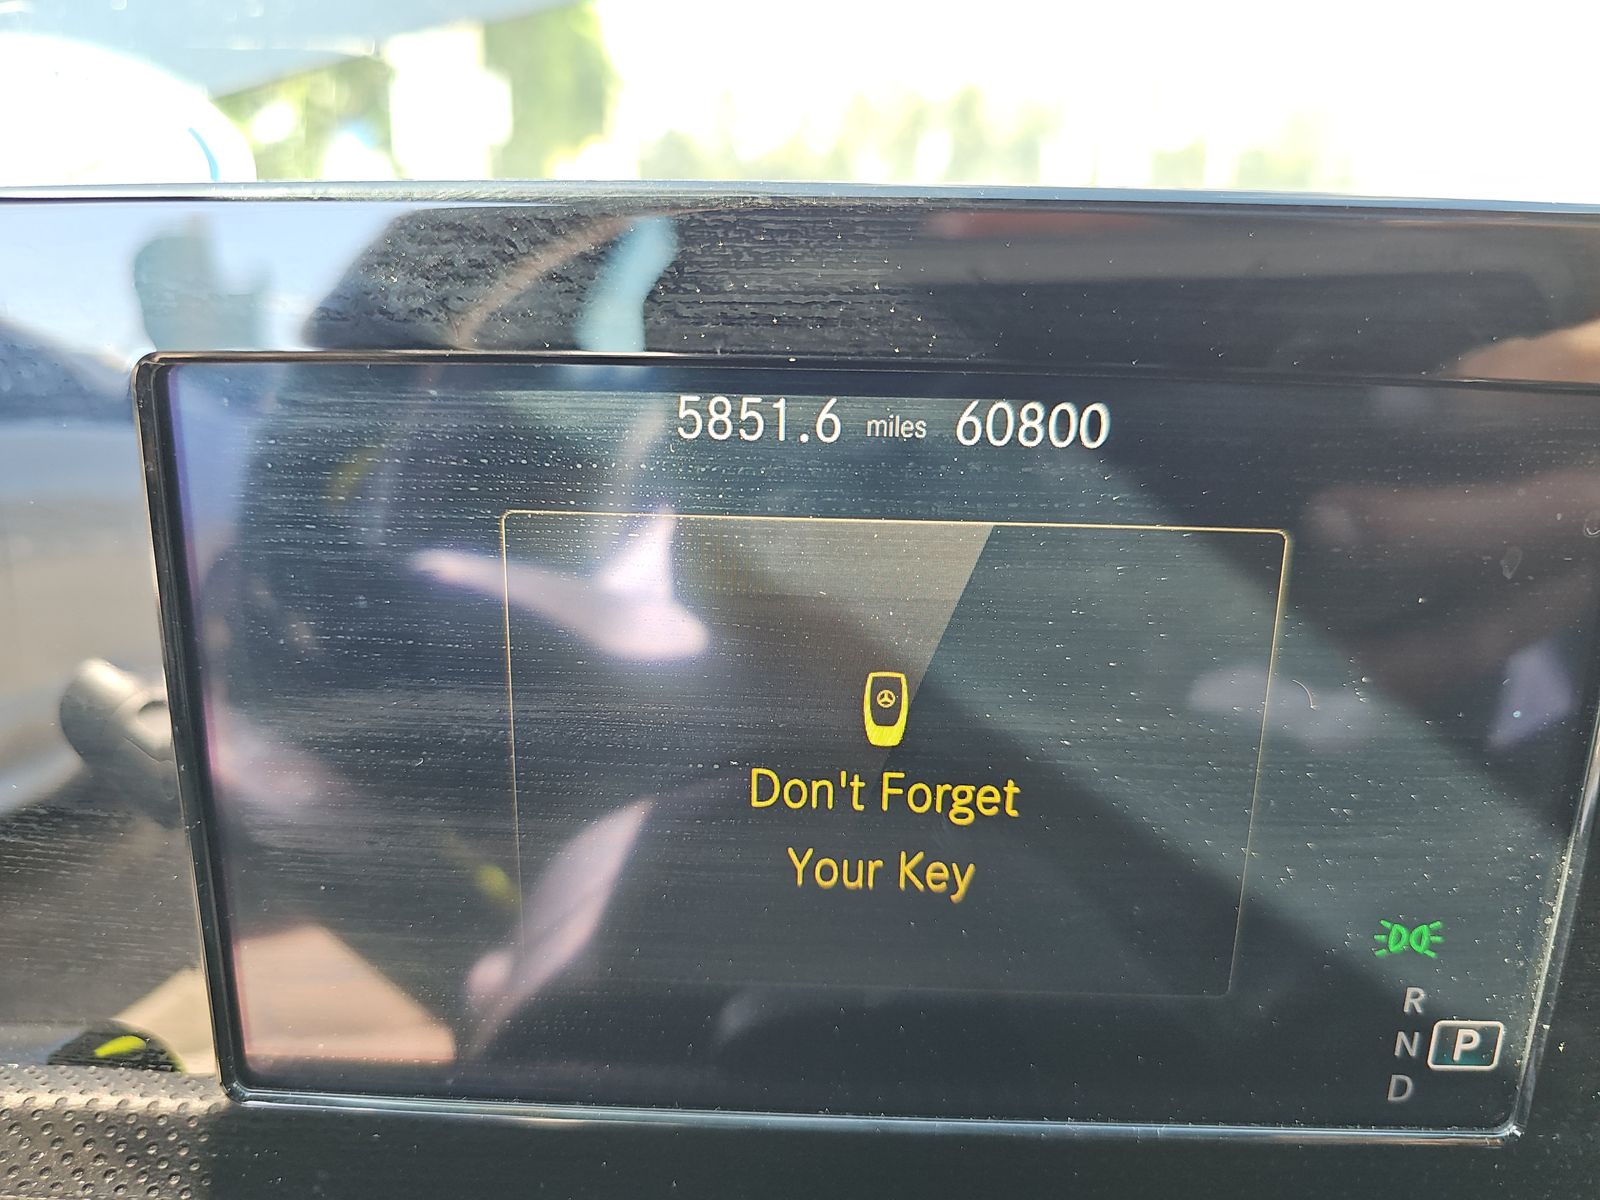 5851.6 miles 60800
Don't Forget
Your Key
R
N P
D